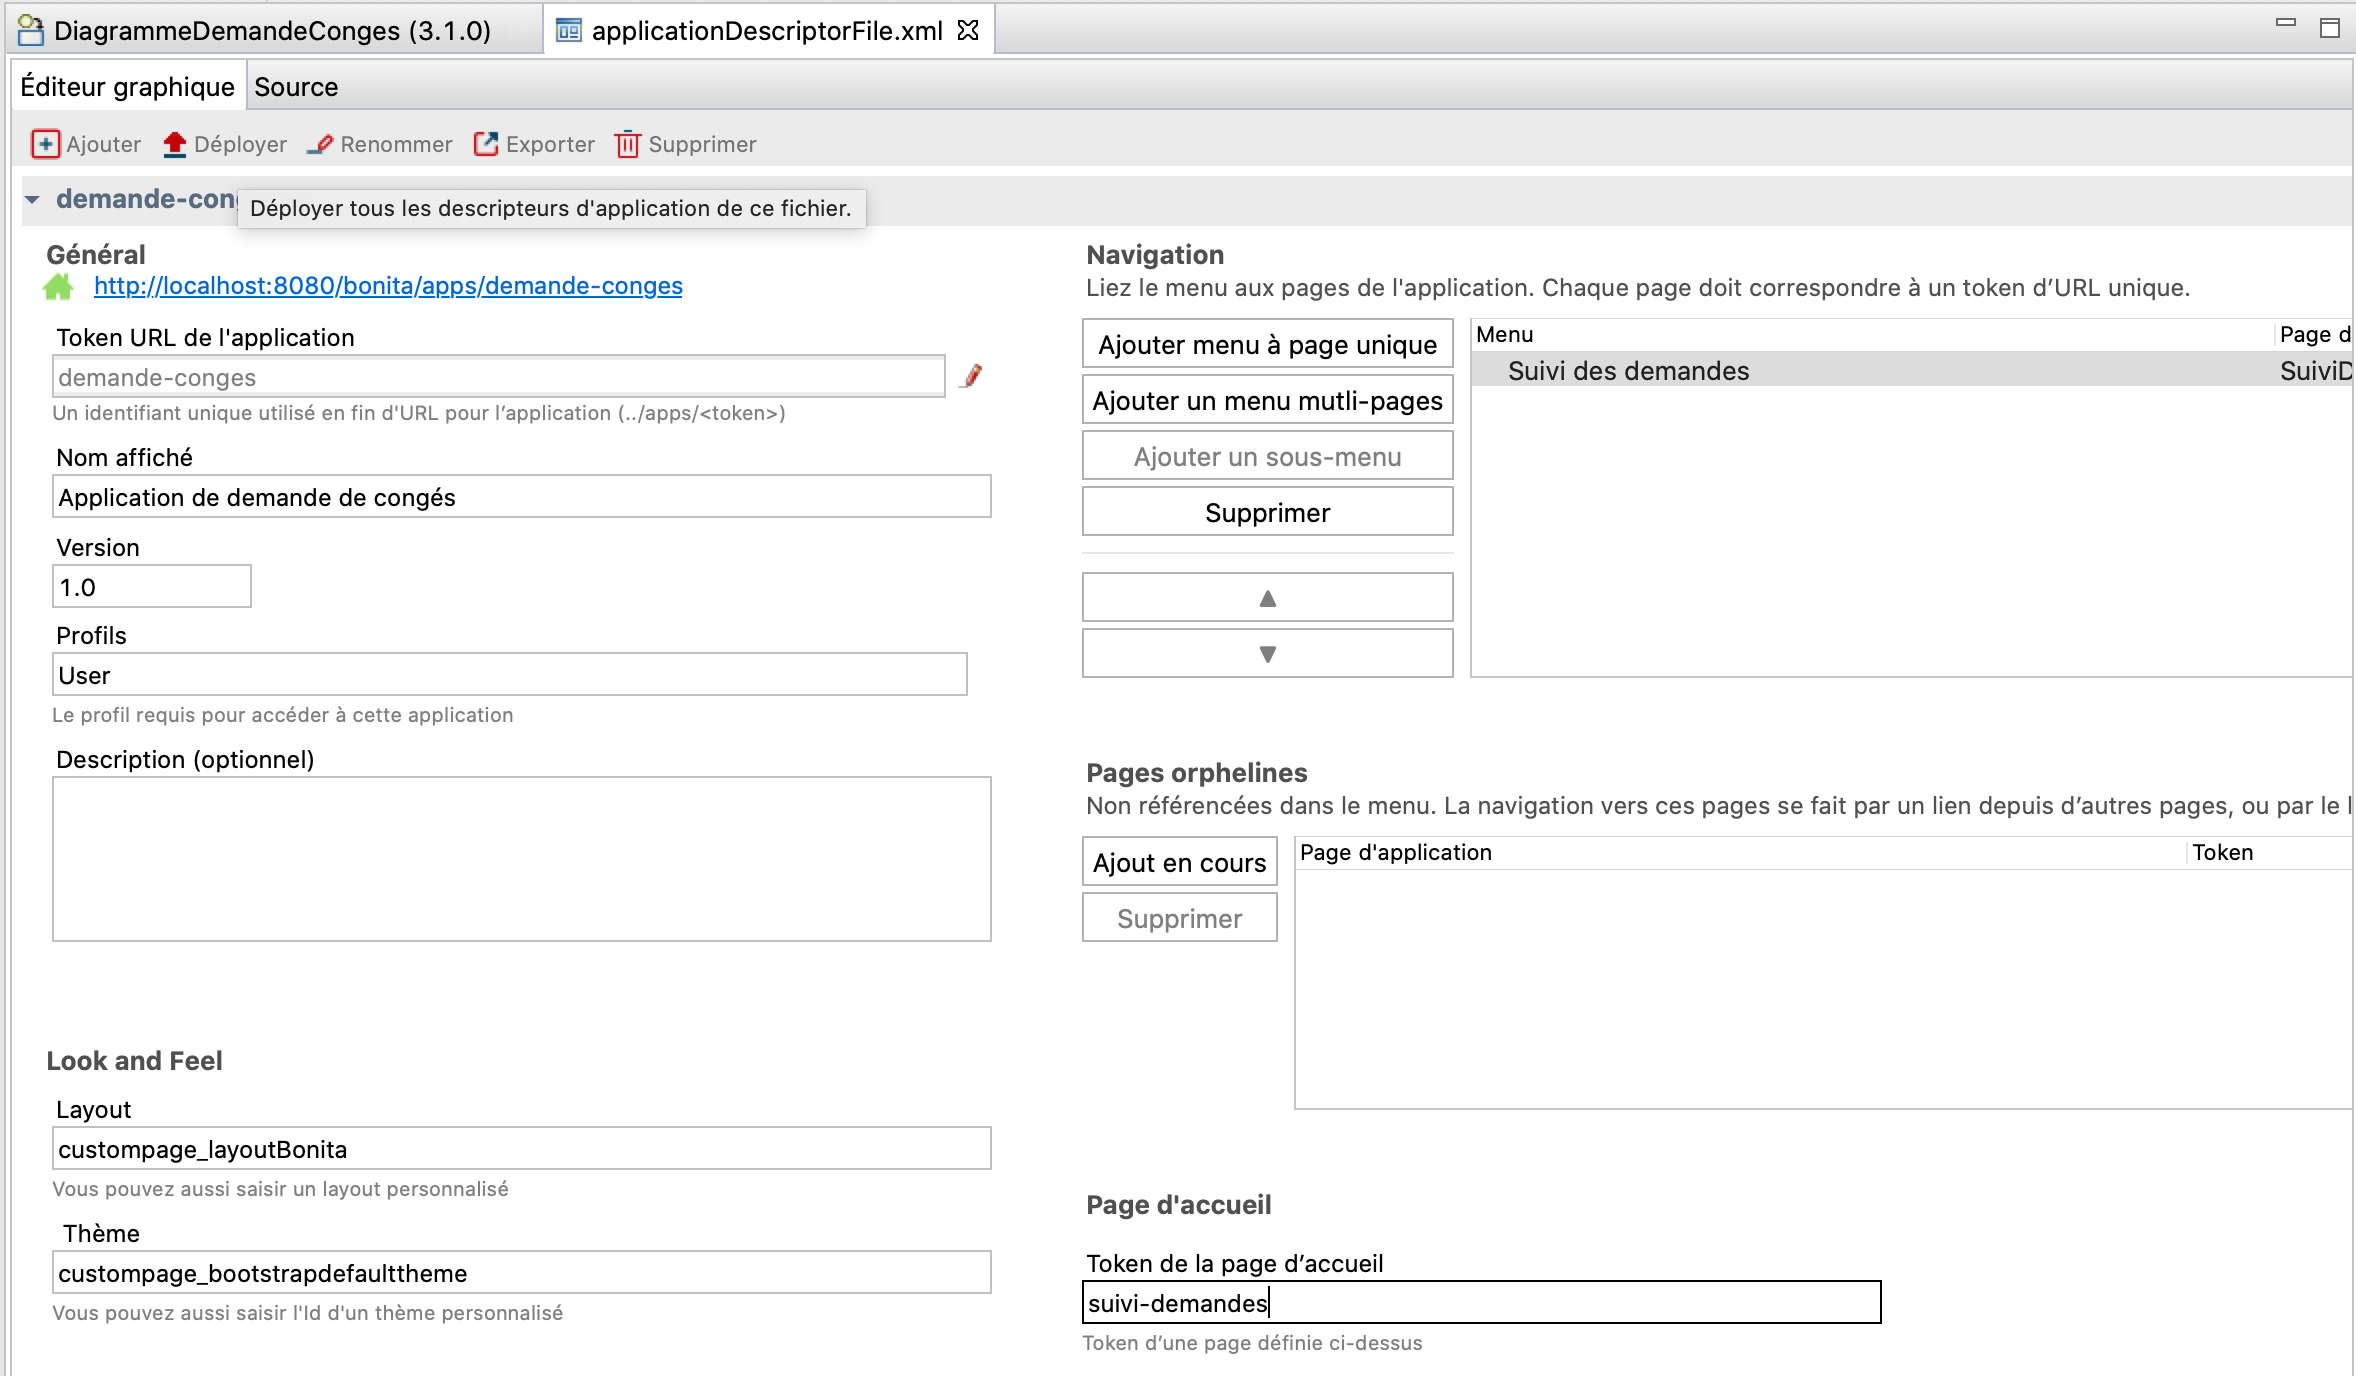 DiagrammeDemandeConges (3.1.0)
applicationDescriptorFile.xml
Éditeur graphique
Source
Ajouter
Déployer
Renommer
Exporter
Supprimer
demande-con
Déployer tous les descripteurs d'application de ce fichier.
Général
http://localhost:8080/bonita/apps/demande-conges
Token URL de l'application
demande-conges
Un identifiant unique utilisé en fin d'URL pour l’application (../apps/<token>)
Nom affiché
Application de demande de congés
Version
1.0
Profils
User
Le profil requis pour accéder à cette application
Description (optionnel)
Look and Feel
Layout
custompage_layoutBonita
Vous pouvez aussi saisir un layout personnalisé
Thème
custompage_bootstrapdefaulttheme
Vous pouvez aussi saisir l'Id d'un thème personnalisé
Navigation
Liez le menu aux pages de l'application. Chaque page doit correspondre à un token d’URL unique.
Ajouter menu à page unique
Ajouter un menu mutli-pages
Ajouter un sous-menu
Supprimer
▲
▼
Menu
Page d
Suivi des demandes
SuiviD
Pages orphelines
Non référencées dans le menu. La navigation vers ces pages se fait par un lien depuis d’autres pages, ou par le l
Ajout en cours
Supprimer
Page d'application
Token
Page d'accueil
Token de la page d’accueil
suivi-demandes
Token d’une page définie ci-dessus